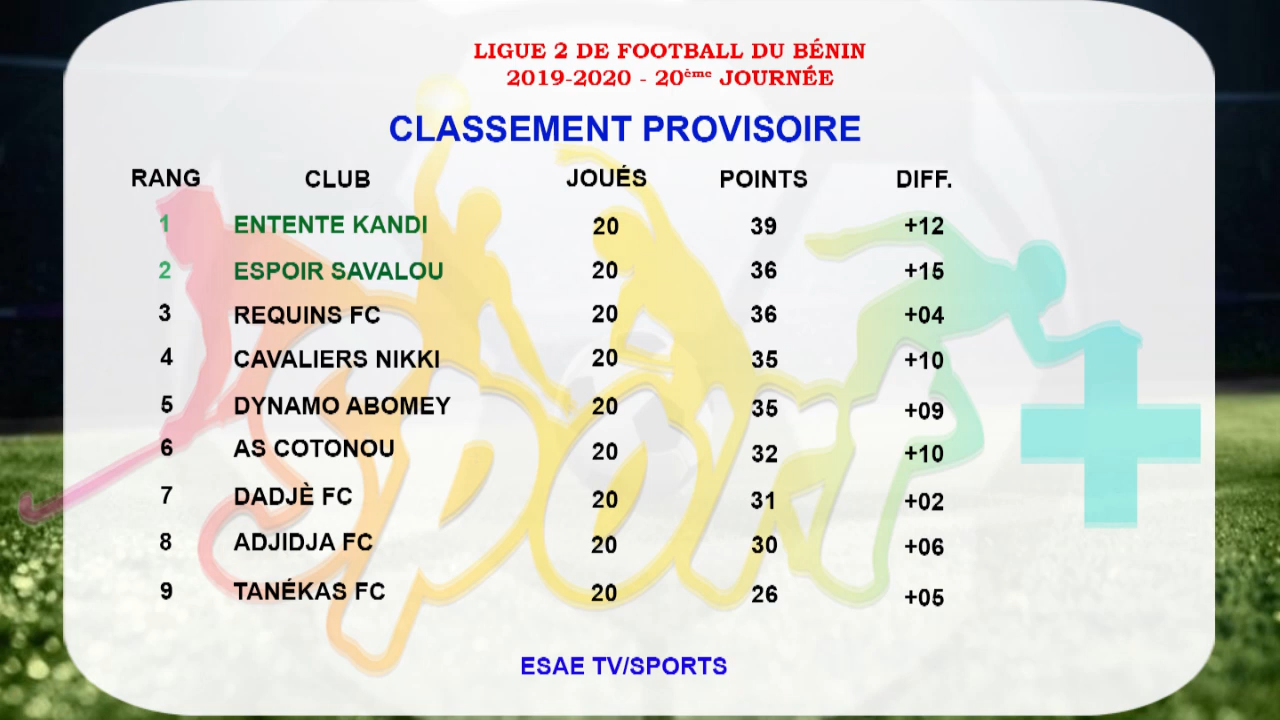 LIGUE 2 DE FOOTBALL DU BÉNIN
2019-2020 - 20ème JOURNÉE
CLASSEMENT PROVISOIRE
RANG CLUB JOUÉS POINTS DIFF.
1 ENTENTE KANDI 20 39 +12
2 ESPOIR SAVALOU 20 36 +15
3 REQUINS FC 20 36 +04
4 CAVALIERS NIKKI 20 35 +10
5 DYNAMO ABOMEY 20 35 +09
6 AS COTONOU 20 32 +10
7 DADJÈ FC 20 31 +02
8 ADJIDJA FC 20 30 +06
9 TANÉKAS FC 20 26 +05
SPORT+
ESAE TV/SPORTS